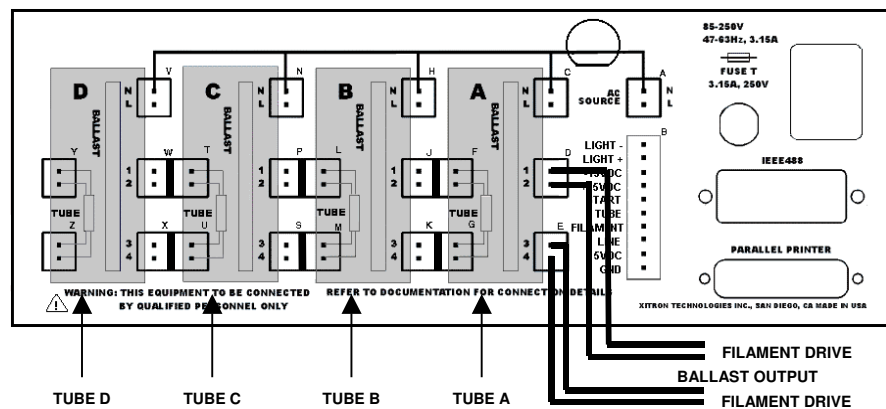 85-250V
47-63Hz, 3.15A
FUSE T
3.15A, 250V
V N H C A
D C B A
N L N L N L N L N L
AC SOURCE
BALLAST BALLAST BALLAST BALLAST
B
Y W T P L J F D
1 2 1 2 1 2 1 2
TUBE TUBE TUBE TUBE
Z X U S M K G E
3 4 3 4 3 4 3 4
LIGHT -
LIGHT +
5VDC
TART
TUBE
FILAMENT
LINE
5VDC
GND
IEEE488
PARALLEL PRINTER
WARNING: THIS EQUIPMENT TO BE CONNECTED
BY QUALIFIED PERSONNEL ONLY
REFER TO DOCUMENTATION FOR CONNECTION DETAILS
XITRON TECHNOLOGIES INC., SAN DIEGO, CA MADE IN USA
FILAMENT DRIVE
BALLAST OUTPUT
FILAMENT DRIVE
TUBE D
TUBE C
TUBE B
TUBE A